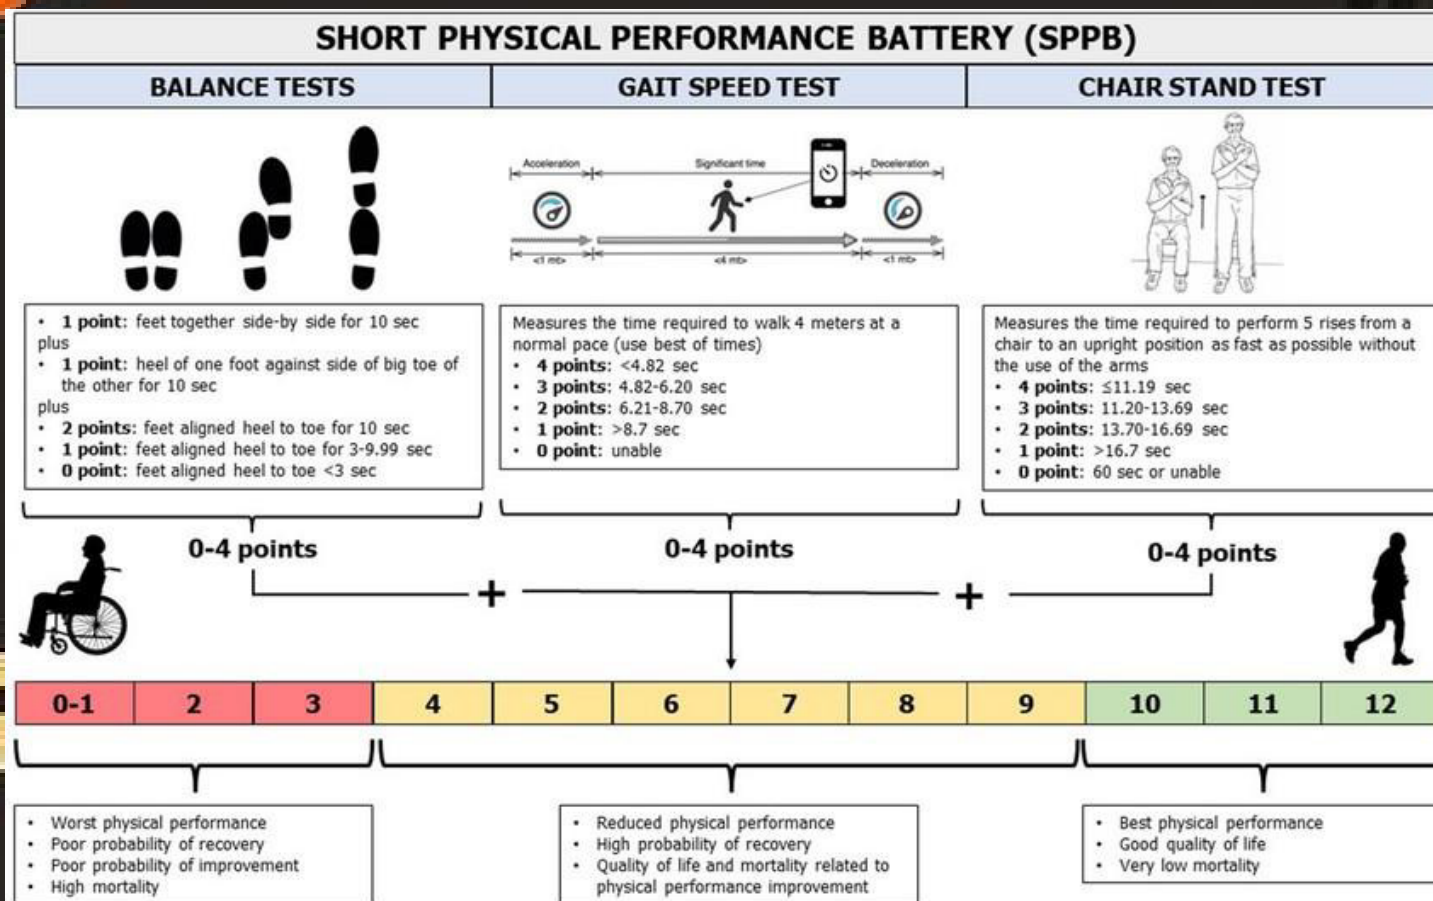 SHORT PHYSICAL PERFORMANCE BATTERY (SPPB)
BALANCE TESTS
GAIT SPEED TEST
CHAIR STAND TEST
Acceleration
Significant time
Deceleration
<1 mt>
<4 mt>
<1 mt>
• 1 point: feet together side-by side for 10 sec
plus
• 1 point: heel of one foot against side of big toe of
the other for 10 sec
plus
• 2 points: feet aligned heel to toe for 10 sec
• 1 point: feet aligned heel to toe for 3-9.99 sec
• 0 point: feet aligned heel to toe <3 sec
Measures the time required to walk 4 meters at a
normal pace (use best of times)
• 4 points: <4.82 sec
• 3 points: 4.82-6.20 sec
• 2 points: 6.21-8.70 sec
• 1 point: >8.7 sec
• 0 point: unable
Measures the time required to perform 5 rises from a
chair to an upright position as fast as possible without
the use of the arms
• 4 points: ≤11.19 sec
• 3 points: 11.20-13.69 sec
• 2 points: 13.70-16.69 sec
• 1 point: >16.7 sec
• 0 point: 60 sec or unable
0-4 points
0-4 points
0-4 points
+
+
0-1 2 3 4 5 6 7 8 9 10 11 12
• Worst physical performance
• Poor probability of recovery
• Poor probability of improvement
• High mortality
• Reduced physical performance
• High probability of recovery
• Quality of life and mortality related to
physical performance improvement
• Best physical performance
• Good quality of life
• Very low mortality